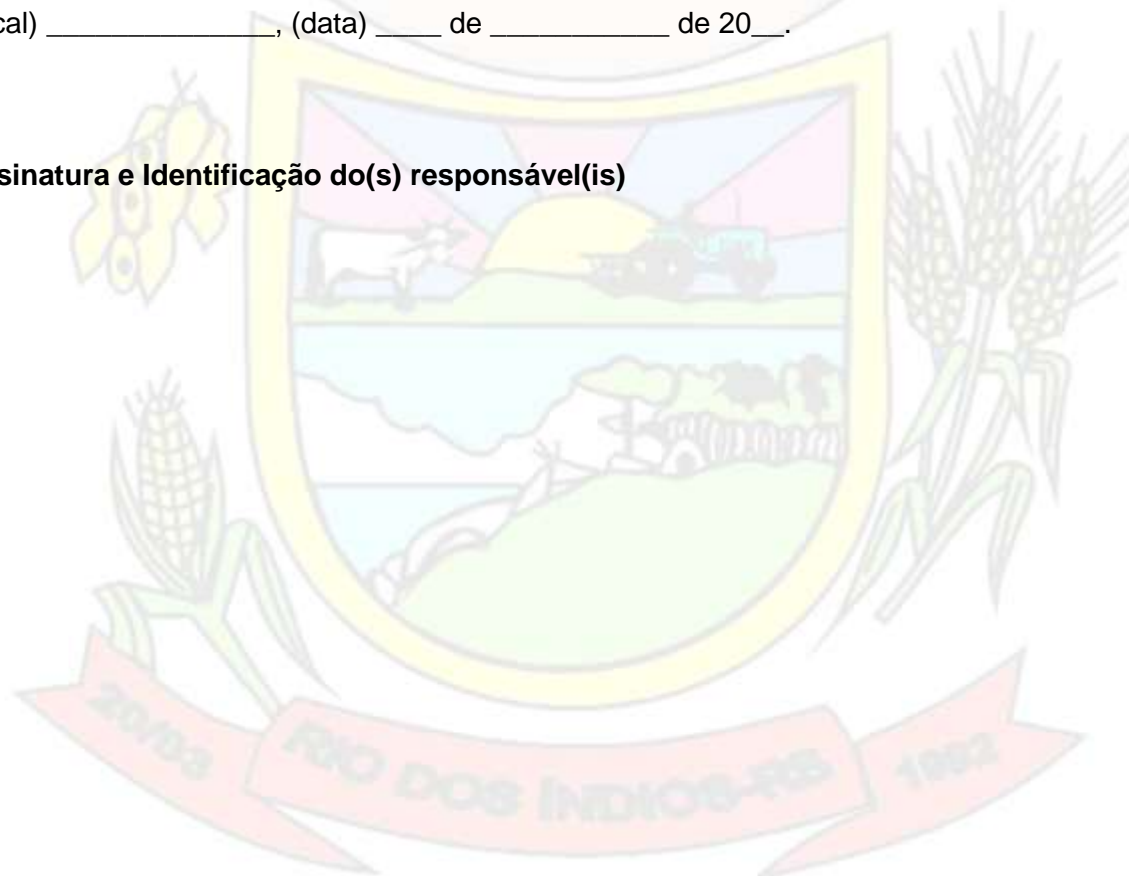 cal) ______________, (data) ____ de ___________ de 20__.
sinatura e Identificação do(s) responsável(is)
20/03
RIO DOS ÍNDIOS-RS
1992